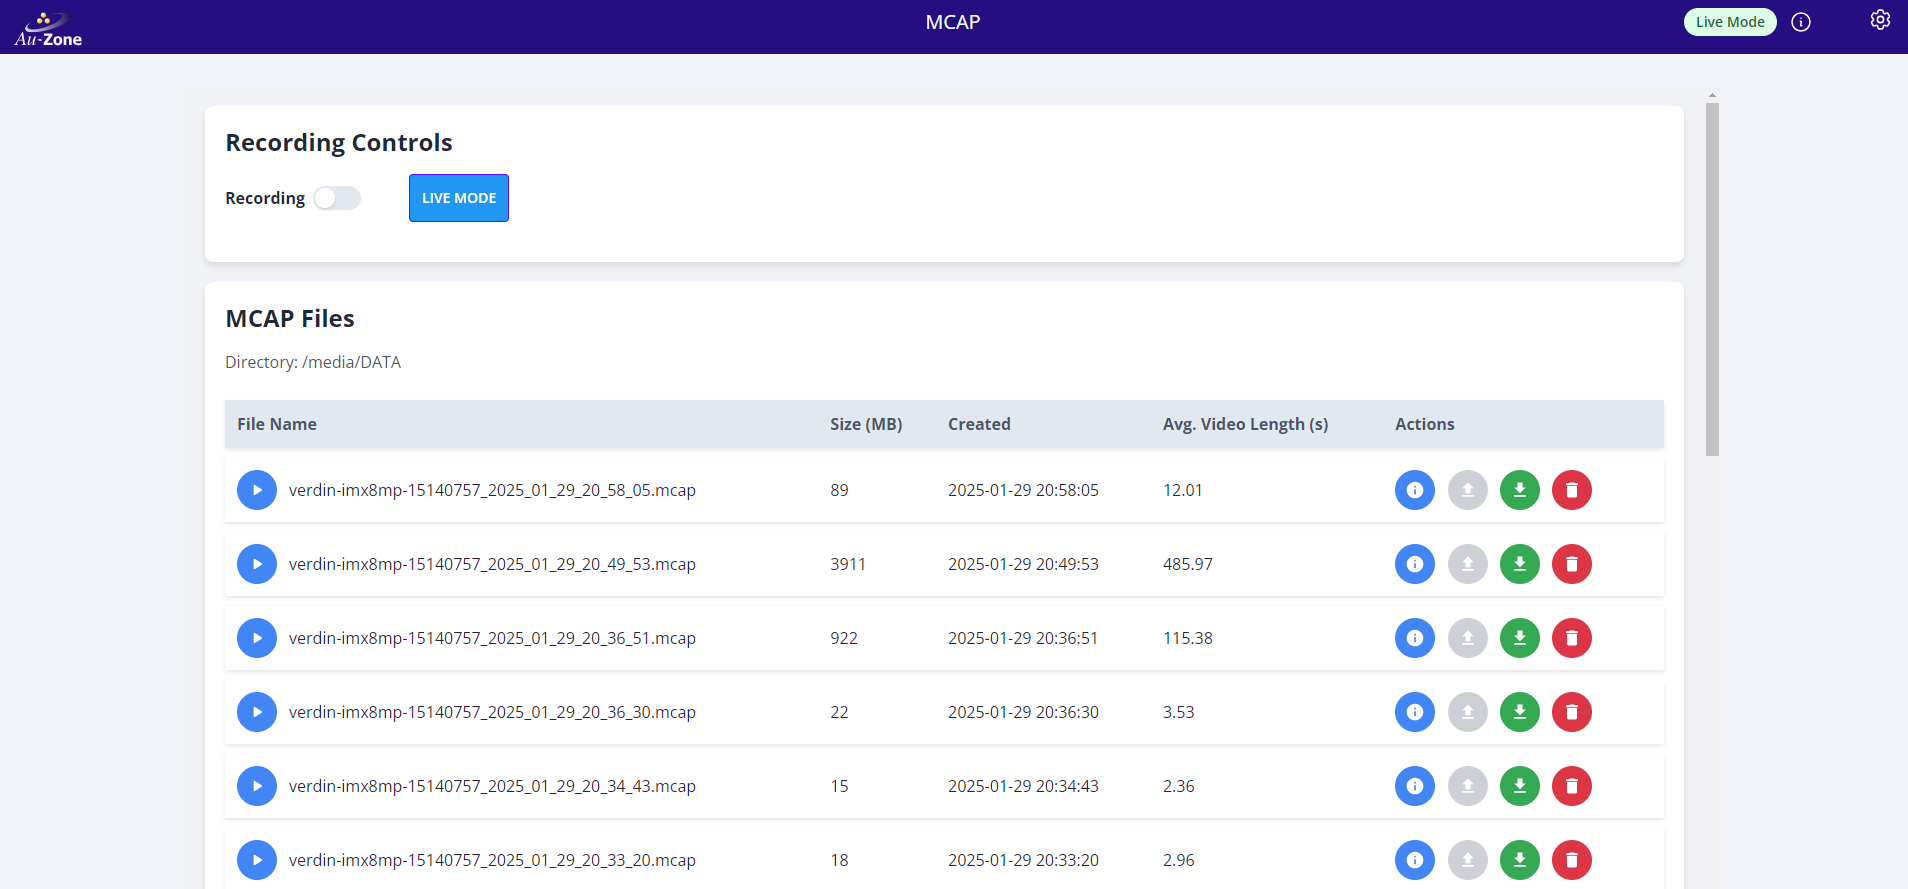 Au-Zone
MCAP
Live Mode
Recording Controls
Recording
LIVE MODE
MCAP Files
Directory: /media/DATA
File Name Size (MB) Created Avg. Video Length (s) Actions
verdin-imx8mp-15140757_2025_01_29_20_58_05.mcap 89 2025-01-29 20:58:05 12.01
verdin-imx8mp-15140757_2025_01_29_20_49_53.mcap 3911 2025-01-29 20:49:53 485.97
verdin-imx8mp-15140757_2025_01_29_20_36_51.mcap 922 2025-01-29 20:36:51 115.38
verdin-imx8mp-15140757_2025_01_29_20_36_30.mcap 22 2025-01-29 20:36:30 3.53
verdin-imx8mp-15140757_2025_01_29_20_34_43.mcap 15 2025-01-29 20:34:43 2.36
verdin-imx8mp-15140757_2025_01_29_20_33_20.mcap 18 2025-01-29 20:33:20 2.96